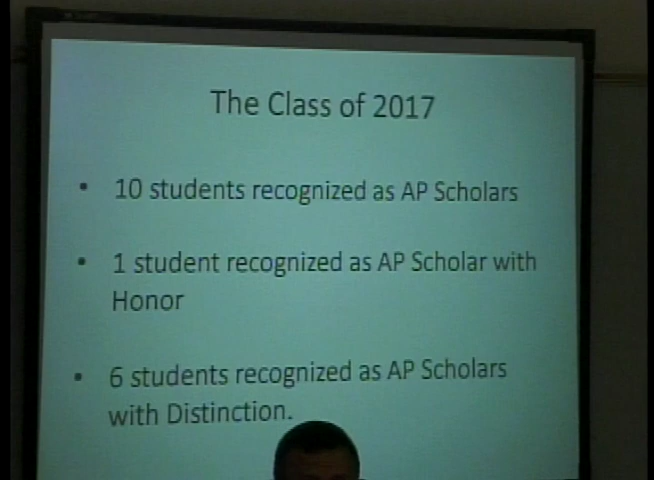 The Class of 2017
• 10 students recognized as AP Scholars
• 1 student recognized as AP Scholar with
Honor
• 6 students recognized as AP Scholars
with Distinction.